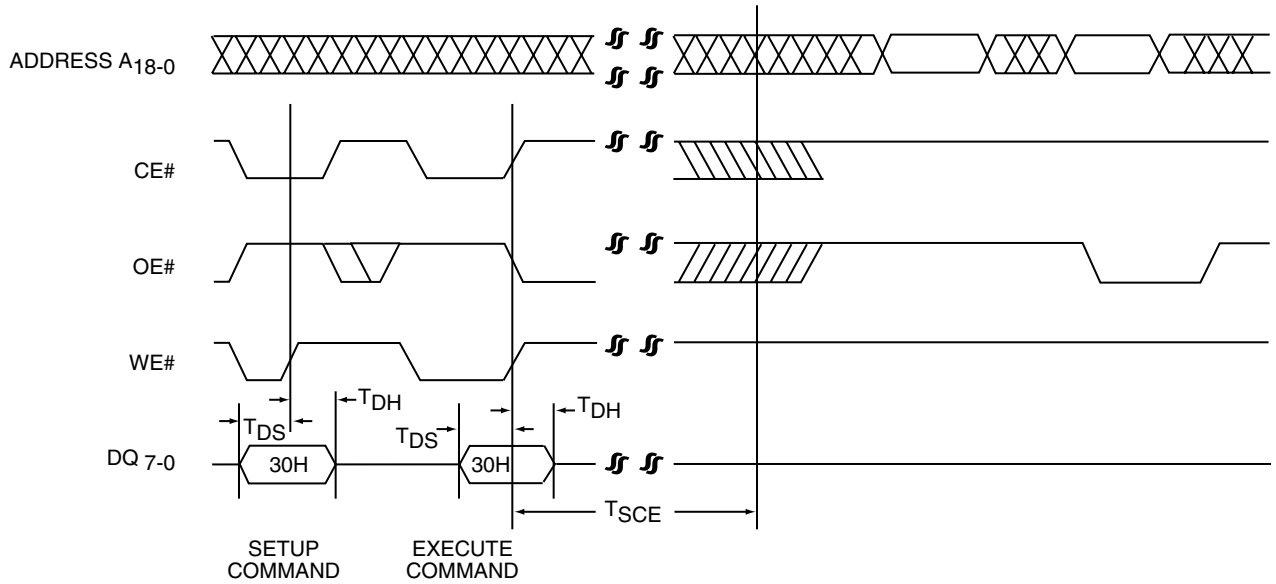 ADDRESS A18-0
CE#
OE#
WE#
TDH
TDS
TDH
TDS
DQ 7-0
30H
30H
TSCE
SETUP
COMMAND
EXECUTE
COMMAND